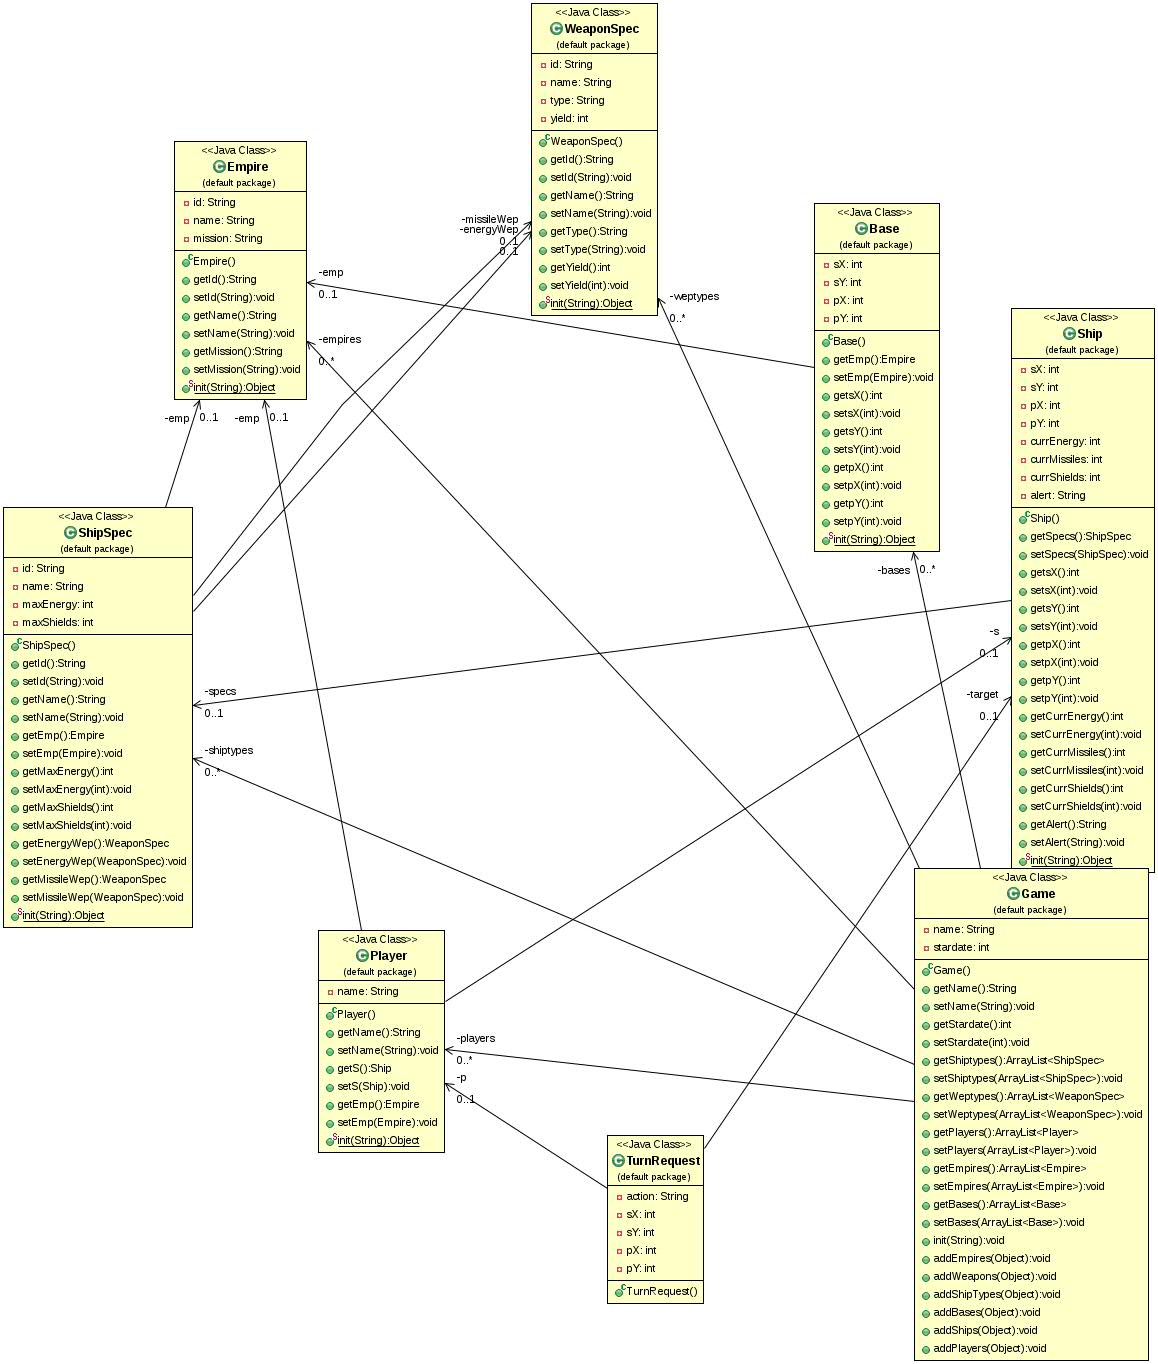 <<Java Class>>
WeaponSpec
(default package)
id: String
name: String
type: String
yield: int
WeaponSpec()
getId():String
setId(String):void
getName():String
setName(String):void
getType():String
setType(String):void
getYield():int
setYield(int):void
init(String):Object
<<Java Class>>
Empire
(default package)
id: String
name: String
mission: String
Empire()
getId():String
setId(String):void
getName():String
setName(String):void
getMission():String
setMission(String):void
init(String):Object
-missileWep
-energyWep
0..1
0..1
<<Java Class>>
Base
(default package)
sX: int
sY: int
pX: int
pY: int
Base()
getEmp():Empire
setEmp(Empire):void
getsX():int
setsX(int):void
getsY():int
setsY(int):void
getpX():int
setpX(int):void
getpY():int
setpY(int):void
init(String):Object
-emp
0..1
-empires
0..*
-weptypes
0..*
-emp 0..1
-emp 0..1
<<Java Class>>
Ship
(default package)
sX: int
sY: int
pX: int
pY: int
currEnergy: int
currMissiles: int
currShields: int
alert: String
Ship()
getSpecs():ShipSpec
setSpecs(ShipSpec):void
getsX():int
setsX(int):void
getsY():int
setsY(int):void
getpX():int
setpX(int):void
getpY():int
setpY(int):void
getCurrEnergy():int
setCurrEnergy(int):void
getCurrMissiles():int
setCurrMissiles(int):void
getCurrShields():int
setCurrShields(int):void
getAlert():String
setAlert(String):void
init(String):Object
<<Java Class>>
ShipSpec
(default package)
id: String
name: String
maxEnergy: int
maxShields: int
ShipSpec()
getId():String
setId(String):void
getName():String
setName(String):void
getEmp():Empire
setEmp(Empire):void
getMaxEnergy():int
setMaxEnergy(int):void
getMaxShields():int
setMaxShields(int):void
getEnergyWep():WeaponSpec
setEnergyWep(WeaponSpec):void
getMissileWep():WeaponSpec
setMissileWep(WeaponSpec):void
init(String):Object
-bases 0..*
-s
0..1
-target
0..1
-specs
0..1
-shiptypes
0..*
<<Java Class>>
Player
(default package)
name: String
Player()
getName():String
setName(String):void
getS():Ship
setS(Ship):void
getEmp():Empire
setEmp(Empire):void
init(String):Object
-players
0..*
-p
0..1
<<Java Class>>
TurnRequest
(default package)
action: String
sX: int
sY: int
pX: int
pY: int
TurnRequest()
<<Java Class>>
Game
(default package)
name: String
stardate: int
Game()
getName():String
setName(String):void
getStardate():int
setStardate(int):void
getShiptypes():ArrayList<ShipSpec>
setShiptypes(ArrayList<ShipSpec>):void
getWeptypes():ArrayList<WeaponSpec>
setWeptypes(ArrayList<WeaponSpec>):void
getPlayers():ArrayList<Player>
setPlayers(ArrayList<Player>):void
getEmpires():ArrayList<Empire>
setEmpires(ArrayList<Empire>):void
getBases():ArrayList<Base>
setBases(ArrayList<Base>):void
init(String):void
addEmpires(Object):void
addWeapons(Object):void
addShipTypes(Object):void
addBases(Object):void
addShips(Object):void
addPlayers(Object):void